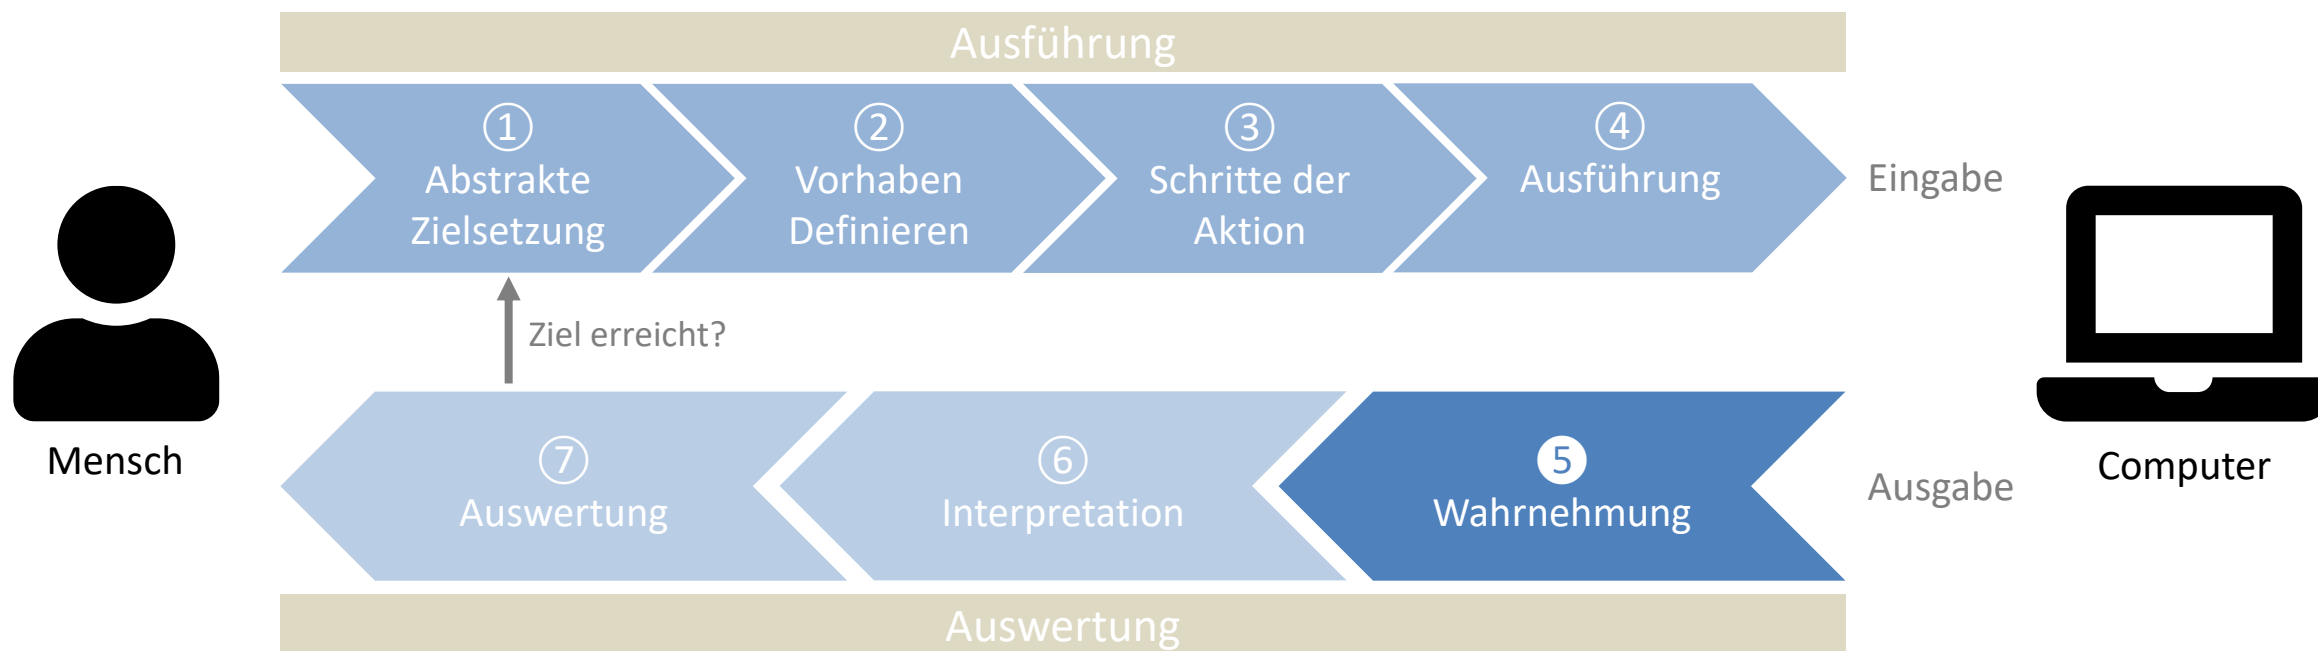 Ausführung
①
Abstrakte
Zielsetzung
②
Vorhaben
Definieren
③
Schritte der
Aktion
④
Ausführung
Eingabe
Ziel erreicht?
Mensch
Computer
⑦
Auswertung
⑥
Interpretation
❺
Wahrnehmung
Ausgabe
Auswertung